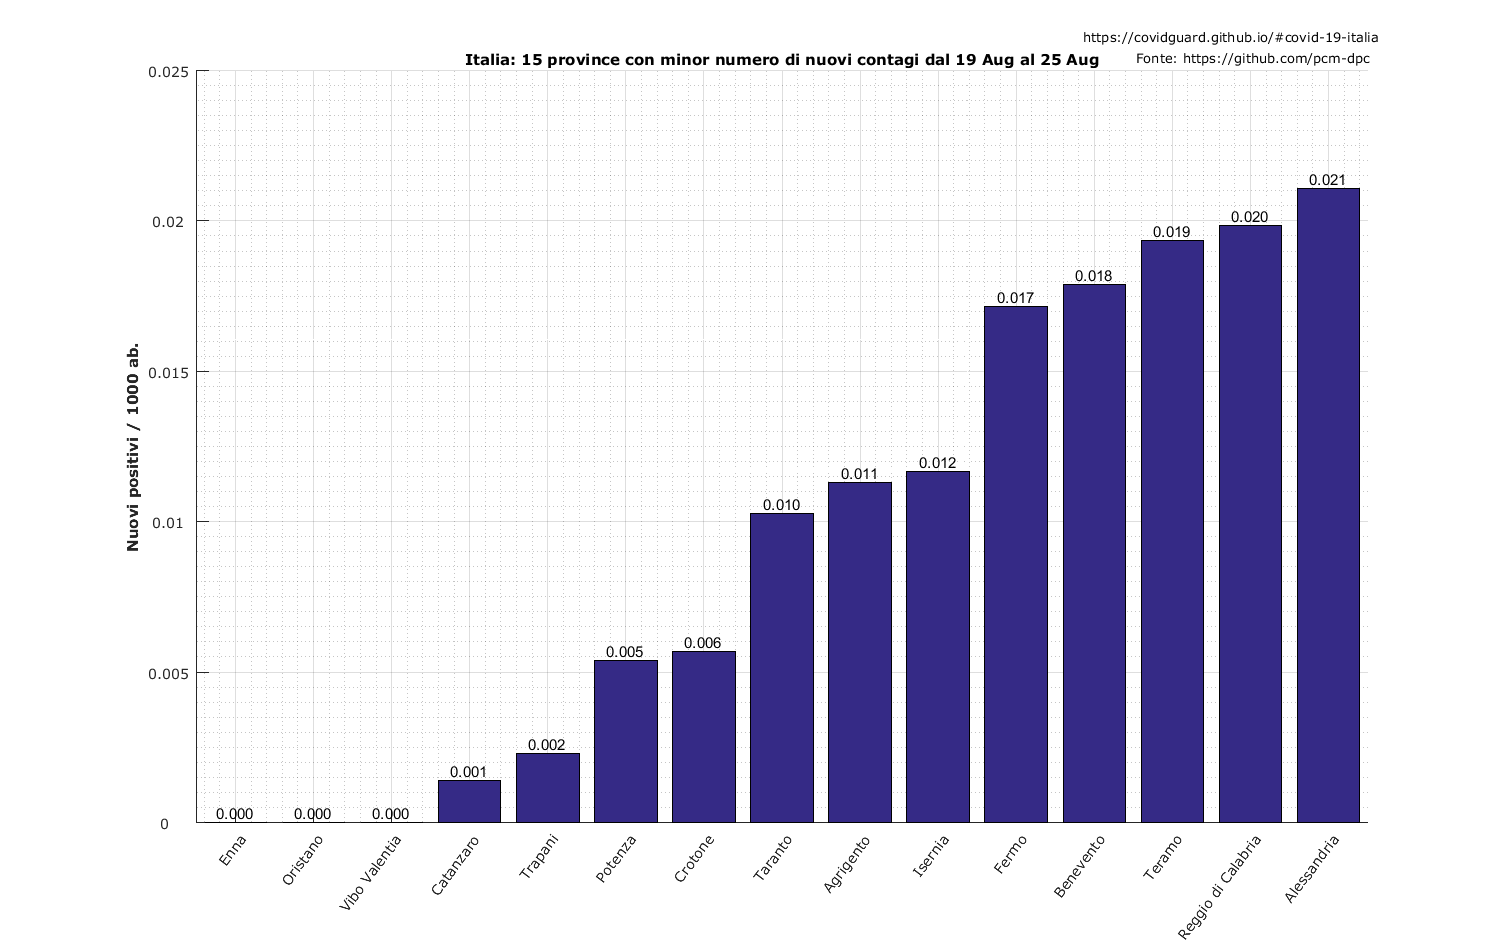 https://covidguard.github.io/#covid-19-italia
Italia: 15 province con minor numero di nuovi contagi dal 19 Aug al 25 Aug
Fonte: https://github.com/pcm-dpc
Nuovi positivi / 1000 ab.
0.025
0.02
0.015
0.01
0.005
0
0.000
0.000
0.000
0.001
0.002
0.005
0.006
0.010
0.011
0.012
0.017
0.018
0.019
0.020
0.021
Enna
Oristano
Vibo Valentia
Catanzaro
Trapani
Potenza
Crotone
Taranto
Agrigento
Isernia
Fermo
Benevento
Teramo
Reggio di Calabria
Alessandria